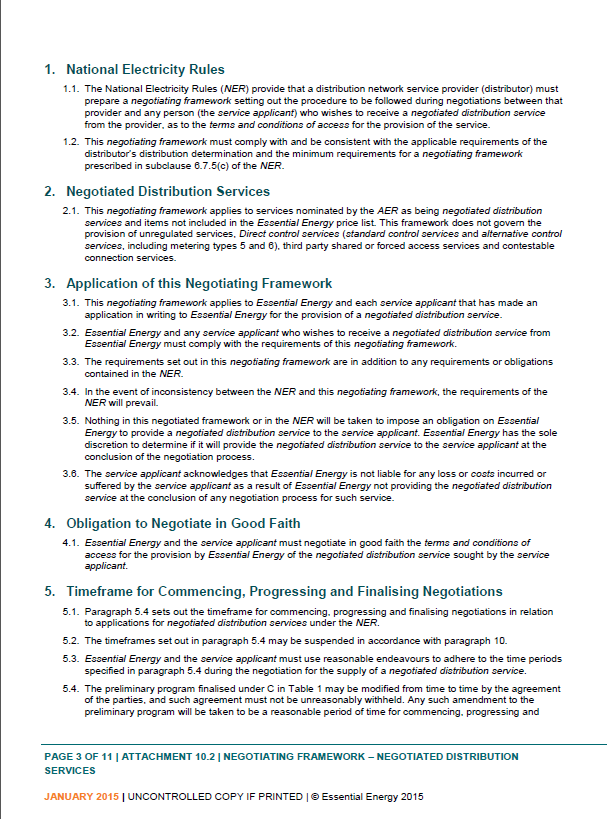 1. National Electricity Rules
1.1. The National Electricity Rules (NER) provide that a distribution network service provider (distributor) must
prepare a negotiating framework setting out the procedure to be followed during negotiations between that
provider and any person (the service applicant) who wishes to receive a negotiated distribution service
from the provider, as to the terms and conditions of access for the provision of the service.
1.2. This negotiating framework must comply with and be consistent with the applicable requirements of the
distributor's distribution determination and the minimum requirements for a negotiating framework
prescribed in subclause 6.7.5(c) of the NER.
2. Negotiated Distribution Services
2.1. This negotiating framework applies to services nominated by the AER as being negotiated distribution
services and items not included in the Essential Energy price list. This framework does not govern the
provision of unregulated services, Direct control services (standard control services and alternative control
services, including metering types 5 and 6), third party shared or forced access services and contestable
connection services.
3. Application of this Negotiating Framework
3.1. This negotiating framework applies to Essential Energy and each service applicant that has made an
application in writing to Essential Energy for the provision of a negotiated distribution service.
3.2. Essential Energy and any service applicant who wishes to receive a negotiated distribution service from
Essential Energy must comply with the requirements of this negotiating framework.
3.3. The requirements set out in this negotiating framework are in addition to any requirements or obligations
contained in the NER.
3.4. In the event of inconsistency between the NER and this negotiating framework, the requirements of the
NER will prevail.
3.5. Nothing in this negotiated framework or in the NER will be taken to impose an obligation on Essential
Energy to provide a negotiated distribution service to the service applicant. Essential Energy has the sole
discretion to determine if it will provide the negotiated distribution service to the service applicant at the
conclusion of the negotiation process.
3.6. The service applicant acknowledges that Essential Energy is not liable for any loss or costs incurred or
suffered by the service applicant as a result of Essential Energy not providing the negotiated distribution
service at the conclusion of any negotiation process for such service.
4. Obligation to Negotiate in Good Faith
4.1. Essential Energy and the service applicant must negotiate in good faith the terms and conditions of
access for the provision by Essential Energy of the negotiated distribution service sought by the service
applicant.
5. Timeframe for Commencing, Progressing and Finalising Negotiations
5.1. Paragraph 5.4 sets out the timeframe for commencing, progressing and finalising negotiations in relation
to applications for negotiated distribution services under the NER.
5.2. The timeframes set out in paragraph 5.4 may be suspended in accordance with paragraph 10.
5.3. Essential Energy and the service applicant must use reasonable endeavours to adhere to the time periods
specified in paragraph 5.4 during the negotiation for the supply of a negotiated distribution service.
5.4. The preliminary program finalised under C in Table 1 may be modified from time to time by the agreement
of the parties, and such agreement must not be unreasonably withheld. Any such amendment to the
preliminary program will be taken to be a reasonable period of time for commencing, progressing and
PAGE 3 OF 11 | ATTACHMENT 10.2 | NEGOTIATING FRAMEWORK – NEGOTIATED DISTRIBUTION
SERVICES
JANUARY 2015 | UNCONTROLLED COPY IF PRINTED | © Essential Energy 2015